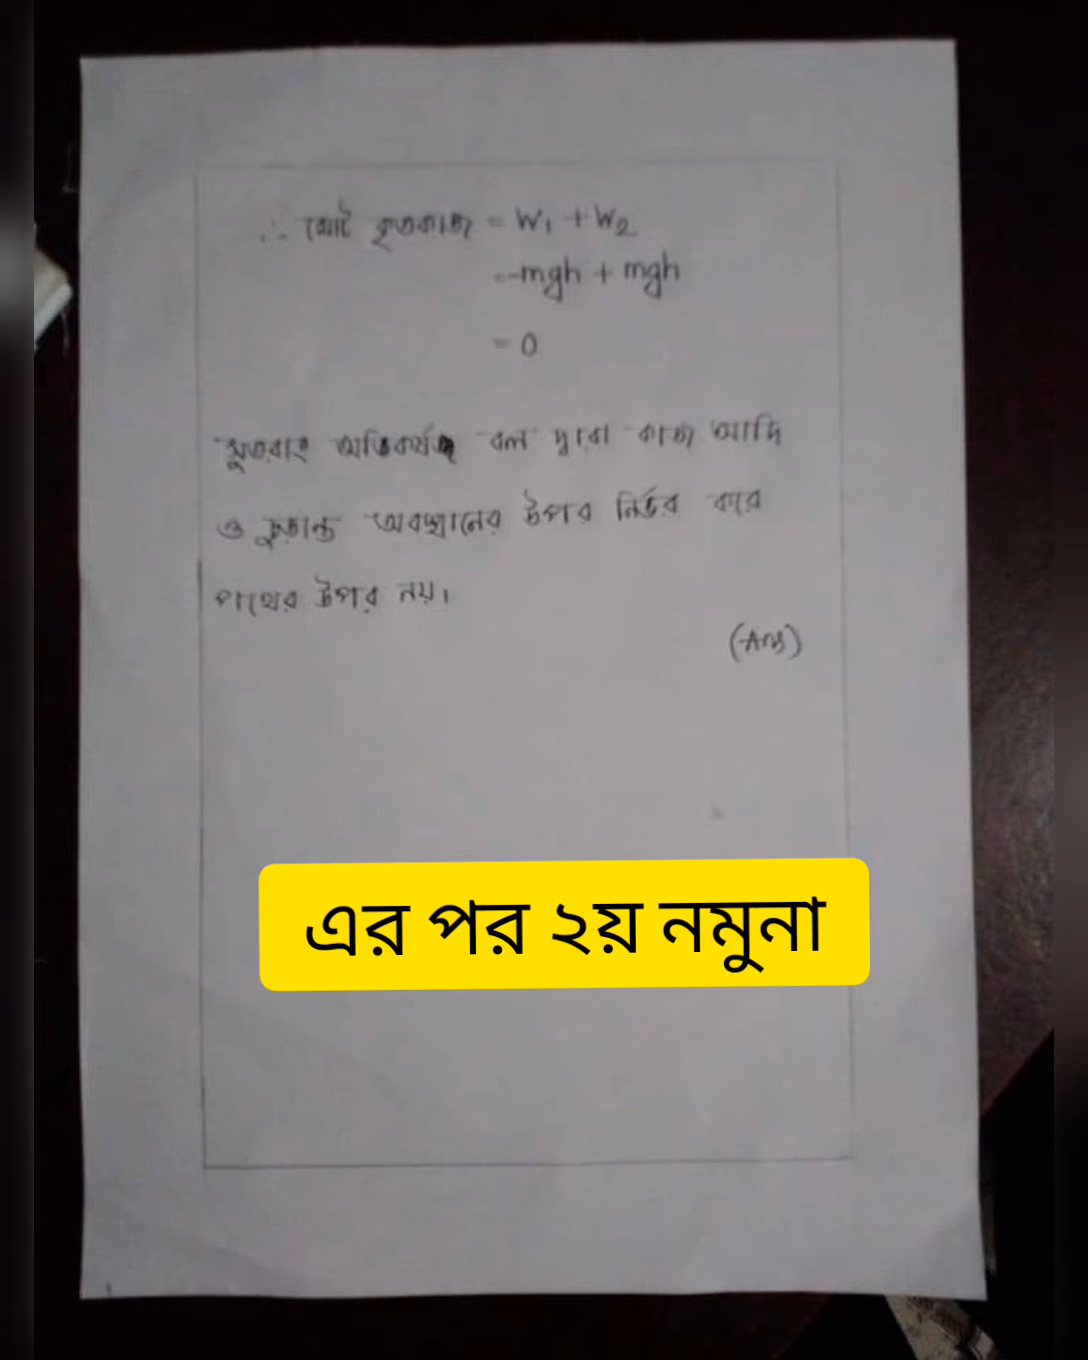 ∴ মোট কৃতকাজ = W₁ + W₂
= -mgh + mgh
= 0
সুতরাং অভিকর্ষজ বল দ্বারা কাজ আদি
ও চুড়ান্ত অবস্থানের উপর নির্ভর করে
পথের উপর নয়।
(Ans)
এর পর ২য় নমুনা